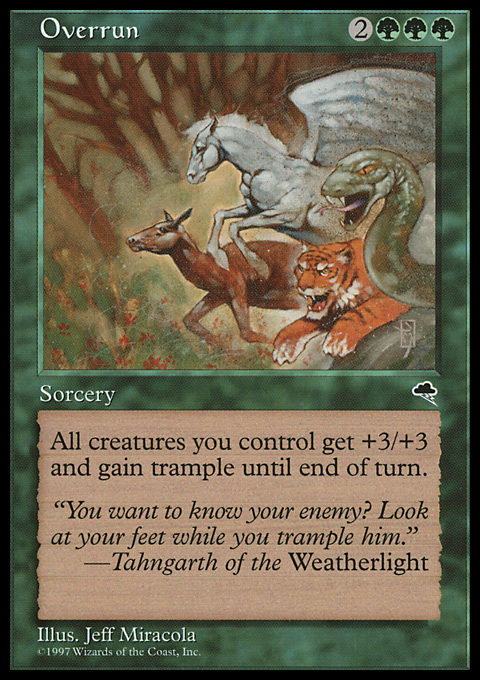 Overrun 2
Sorcery
All creatures you control get +3/+3
and gain trample until end of turn.
“You want to know your enemy? Look
at your feet while you trample him.”
—Tahngarth of the Weatherlight
Illus. Jeff Miracola
©1997 Wizards of the Coast, Inc.